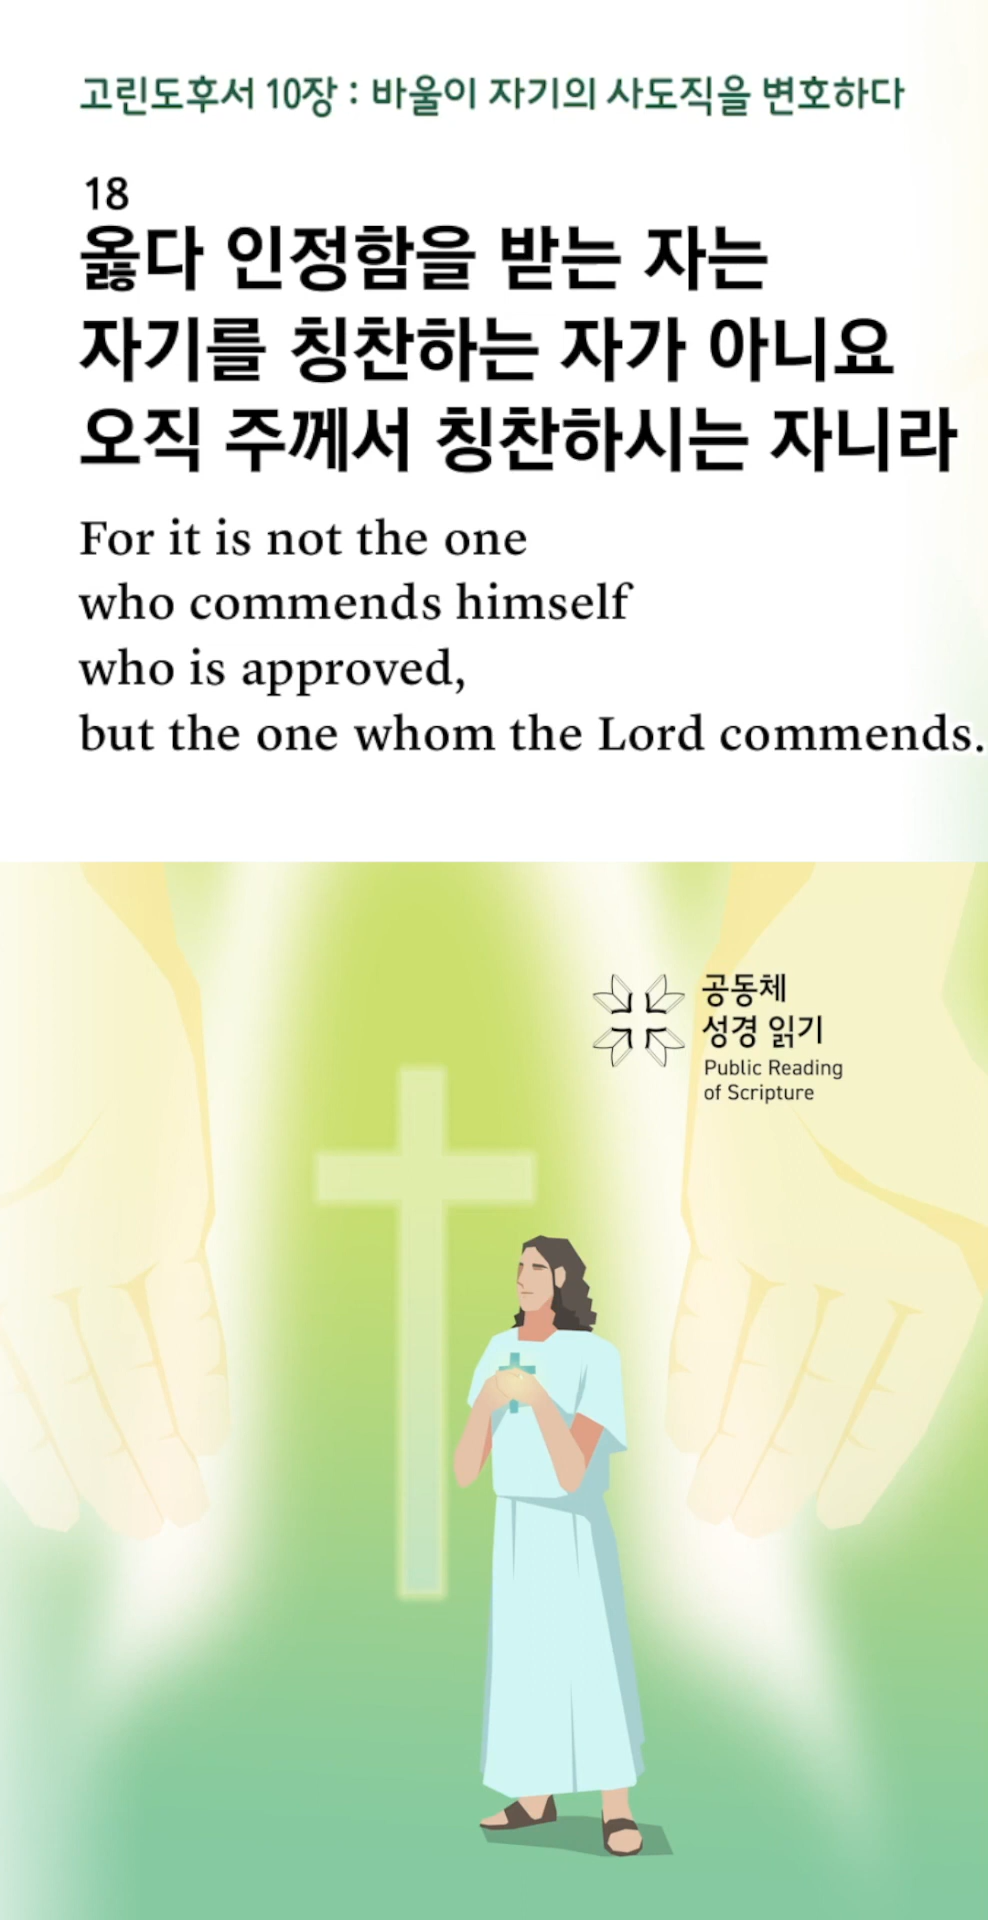 고린도후서 10장 : 바울이 자기의 사도직을 변호하다
18
옳다 인정함을 받는 자는
자기를 칭찬하는 자가 아니요
오직 주께서 칭찬하시는 자니라
For it is not the one
who commends himself
who is approved,
but the one whom the Lord commends.
공동체
성경 읽기
Public Reading
of Scripture